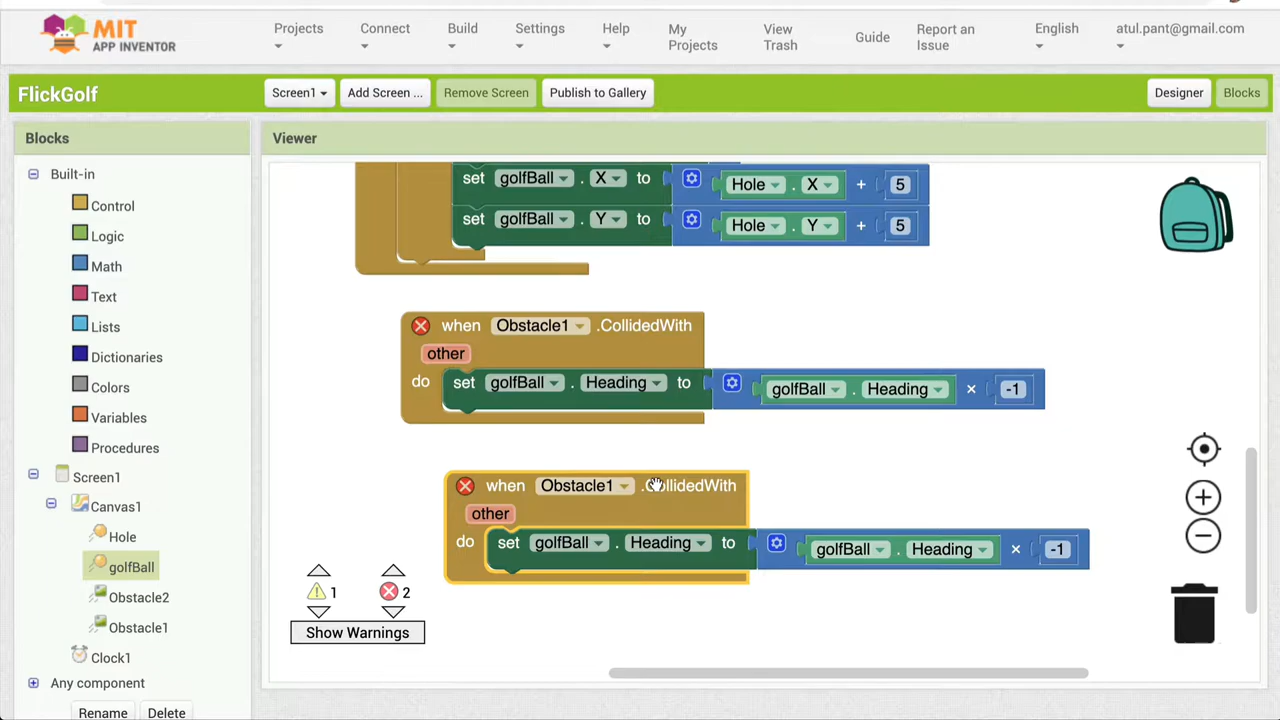 MIT
APP INVENTOR
Projects
Connect
Build
Settings
Help
My
Projects
View
Trash
Guide
Report an
Issue
English
atul.pant@gmail.com
FlickGolf
Screen1
Add Screen ...
Remove Screen
Publish to Gallery
Designer
Blocks
Blocks
Viewer
Built-in
Control
Logic
Math
Text
Lists
Dictionaries
Colors
Variables
Procedures
Screen1
Canvas1
Hole
golfBall
Obstacle2
Obstacle1
Clock1
Any component
Rename
Delete
set golfBall . X to Hole . X + 5
set golfBall . Y to Hole . Y + 5
when Obstacle1 .CollidedWith
other
do set golfBall . Heading to golfBall . Heading × -1
when Obstacle1 .CollidedWith
other
do set golfBall . Heading to golfBall . Heading × -1
1 2
Show Warnings